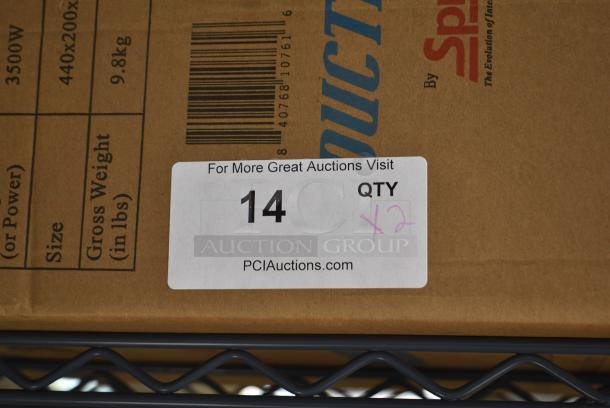 3500W
440x200x
9.8kg
(or Power)
Size
Gross Weight
(in lbs)
8 40768 10761 6
By
The Evolution of
For More Great Auctions Visit
14
QTY
X2
PCI
AUCTION GROUP
PCIAuctions.com